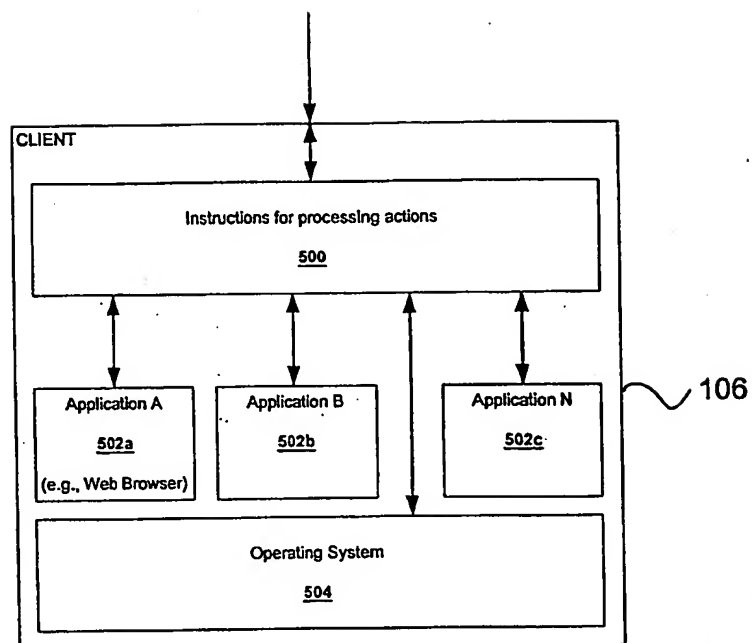 CLIENT
Instructions for processing actions
500
Application A
502a
(e.g., Web Browser)
Application B
502b
Application N
502c
106
Operating System
504